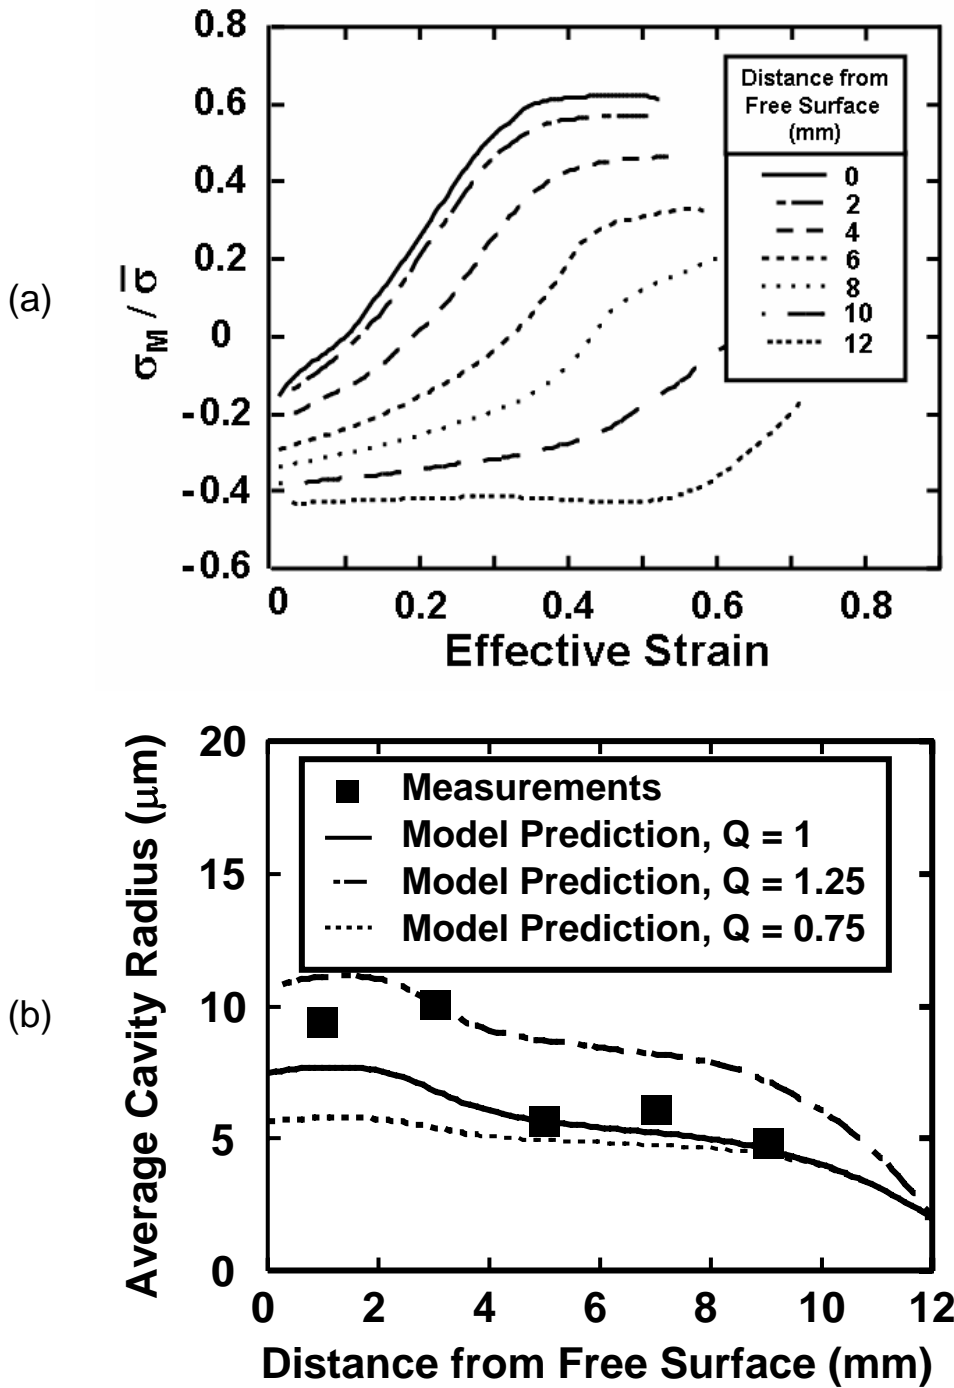 (a)
σM / σ̅
0.8
0.6
0.4
0.2
0
-0.2
-0.4
-0.6
0 0.2 0.4 0.6 0.8
Effective Strain
Distance from
Free Surface
(mm)
0
2
4
6
8
10
12
(b)
Average Cavity Radius (μm)
20
15
10
5
0
0 2 4 6 8 10 12
Distance from Free Surface (mm)
Measurements
Model Prediction, Q = 1
Model Prediction, Q = 1.25
Model Prediction, Q = 0.75